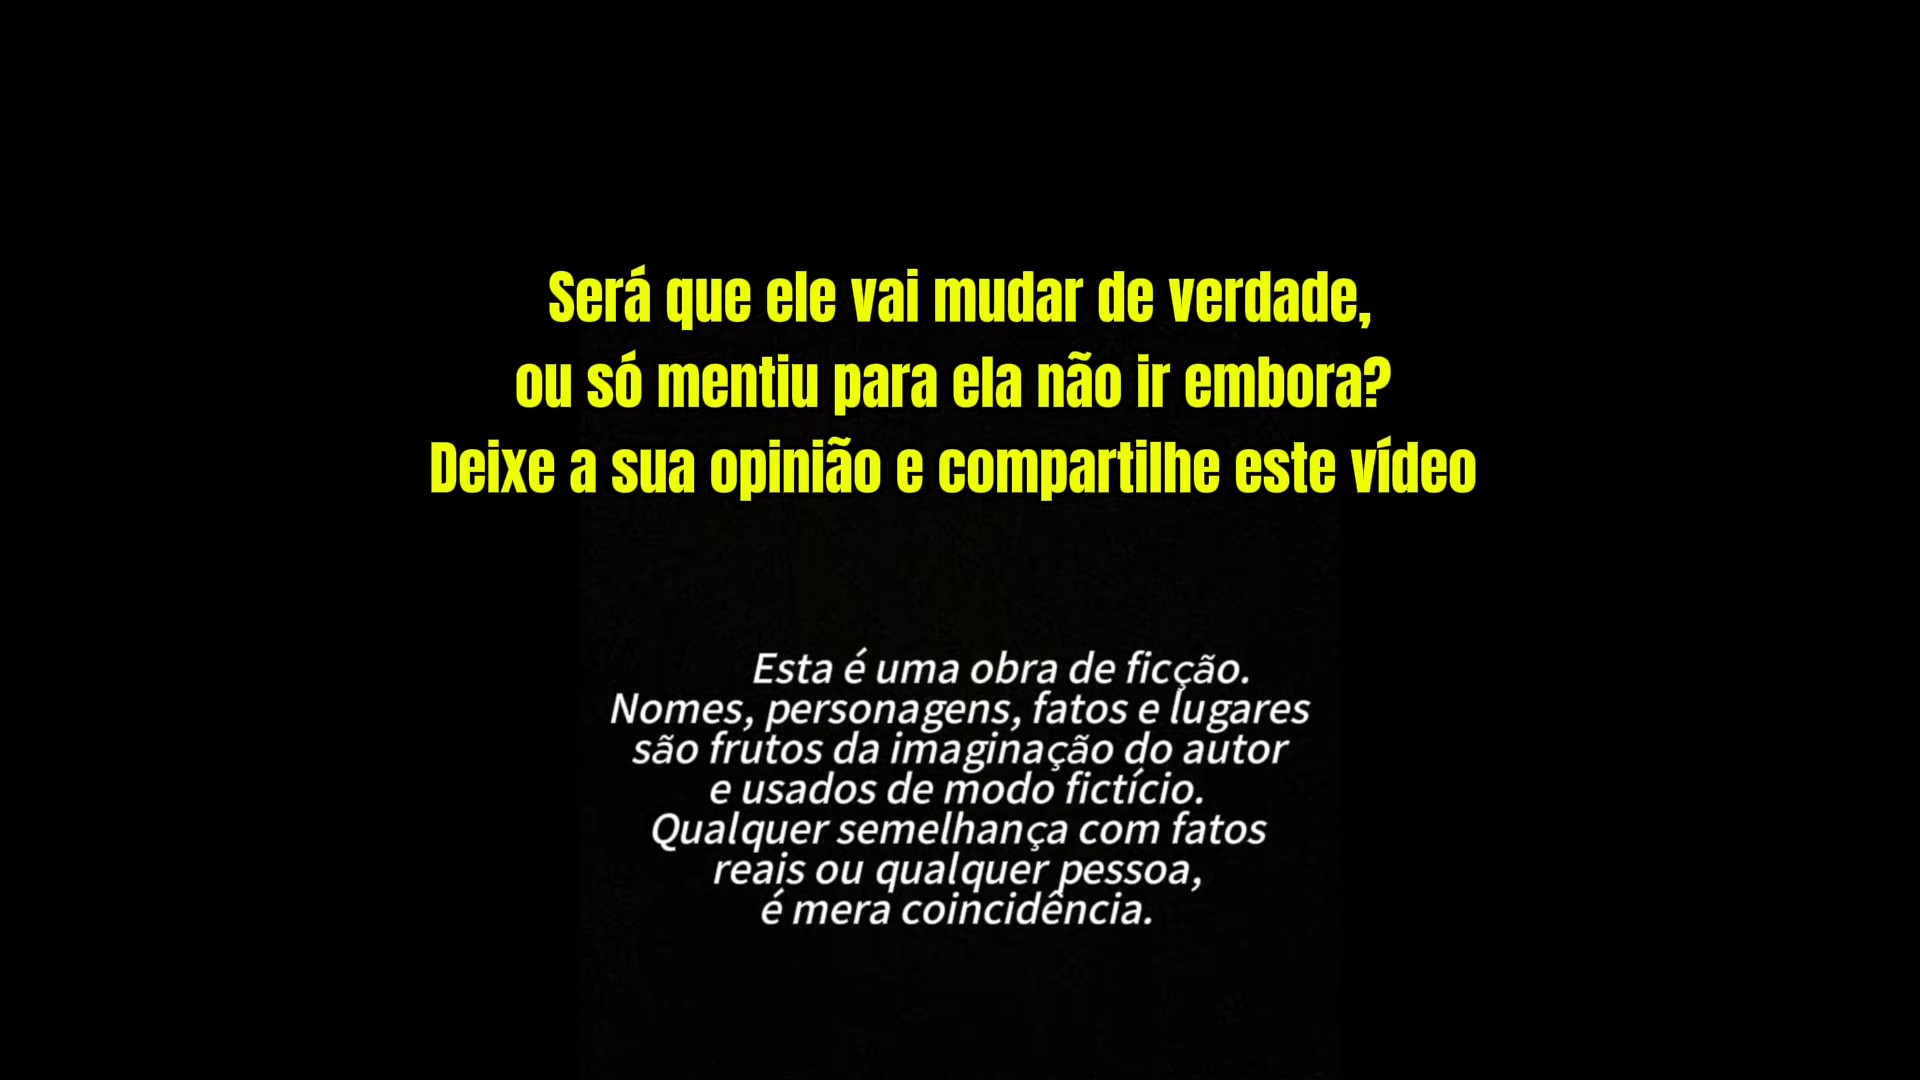 Será que ele vai mudar de verdade,
ou só mentiu para ela não ir embora?
Deixe a sua opinião e compartilhe este vídeo
Esta é uma obra de ficção.
Nomes, personagens, fatos e lugares
são frutos da imaginação do autor
e usados de modo fictício.
Qualquer semelhança com fatos
reais ou qualquer pessoa,
é mera coincidência.